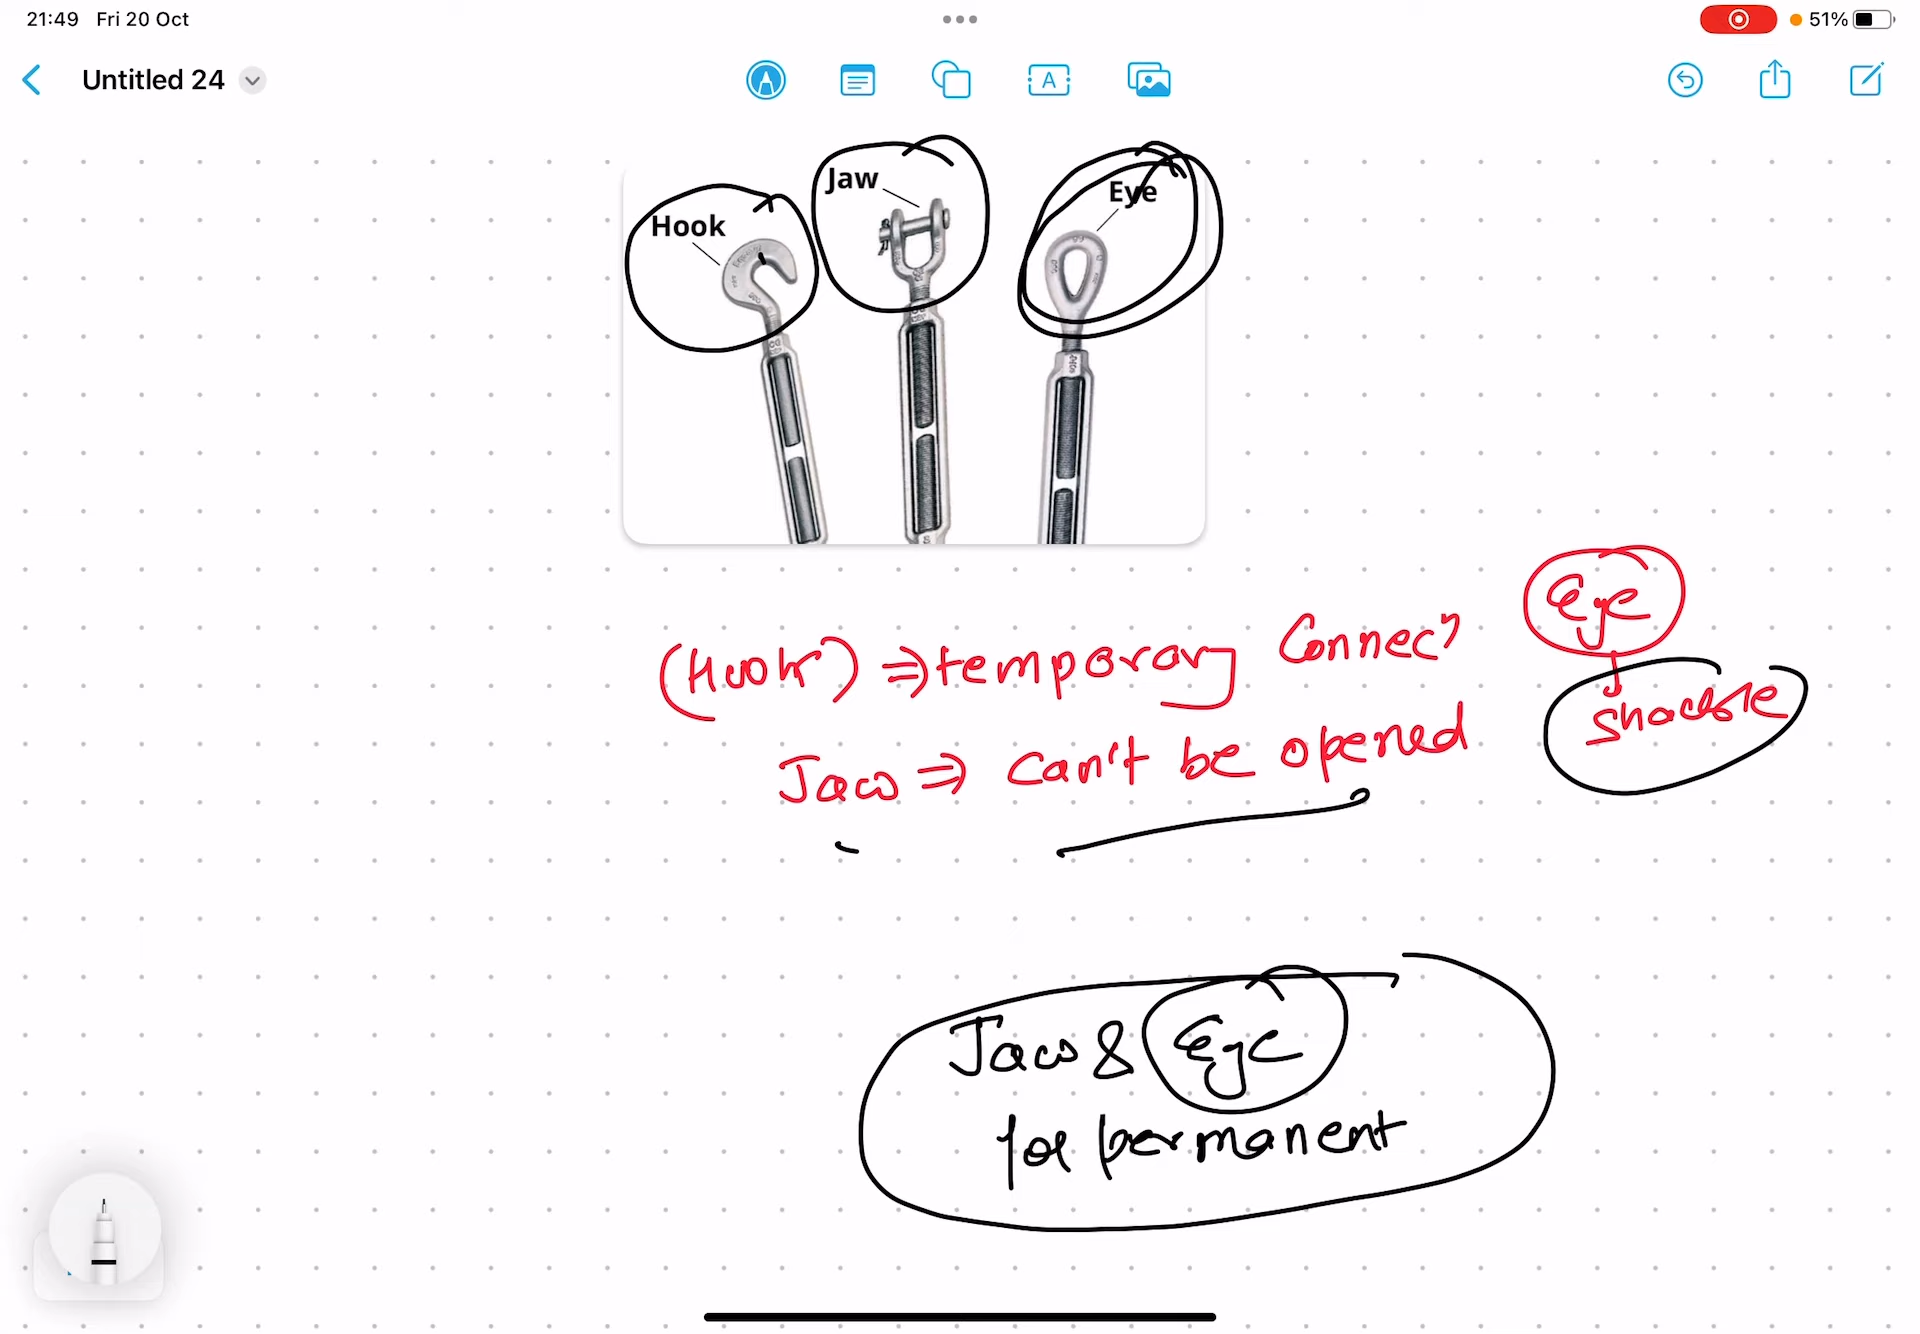 21:49 Fri 20 Oct
51%
Untitled 24
A
Jaw
Hook
Eye
Eye
(Hook) ⇒ temporary Connecn
shackle
Jaw ⇒ can't be opened
Jaw & Eye
for permanent